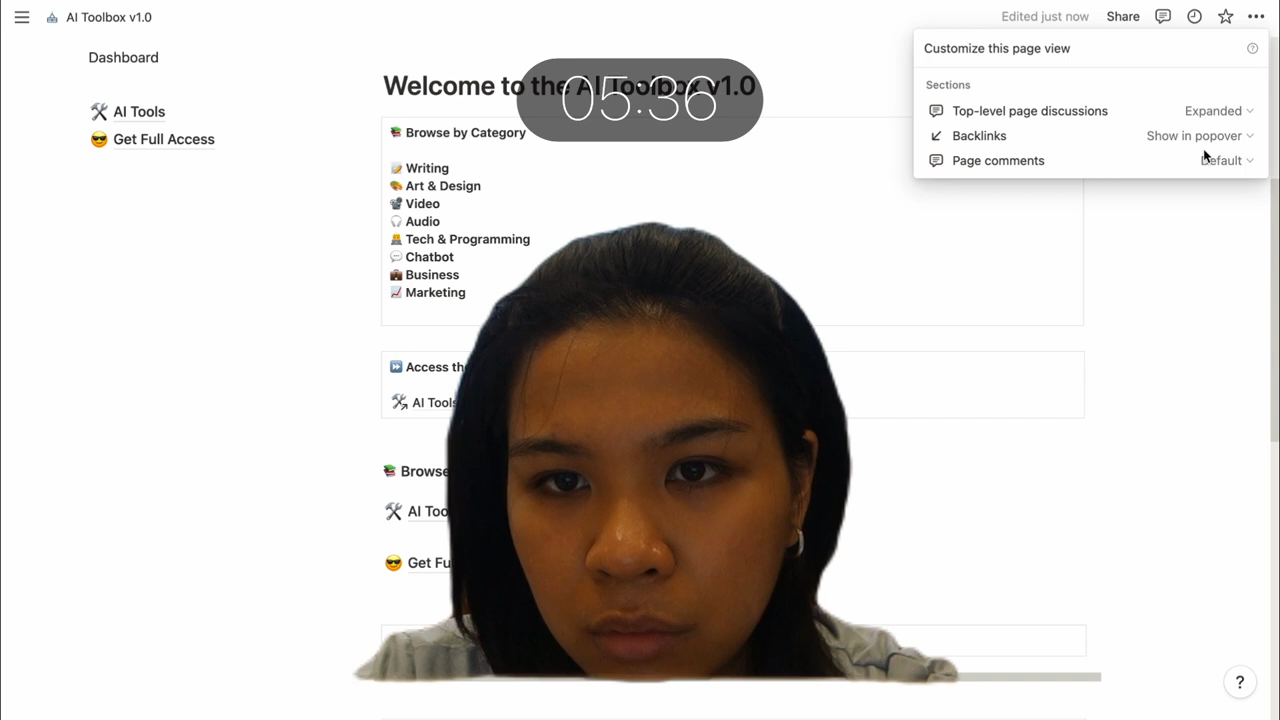 AI Toolbox v1.0
Edited just now
Share
Customize this page view
Sections
Top-level page discussions
Expanded
Backlinks
Show in popover
Page comments
Default
Dashboard
AI Tools
Get Full Access
Welcome to the AI Toolbox v1.0
05:36
Browse by Category
Writing
Art & Design
Video
Audio
Tech & Programming
Chatbot
Business
Marketing
Access the
AI Tools
Browse
AI Too
Get Fu
?